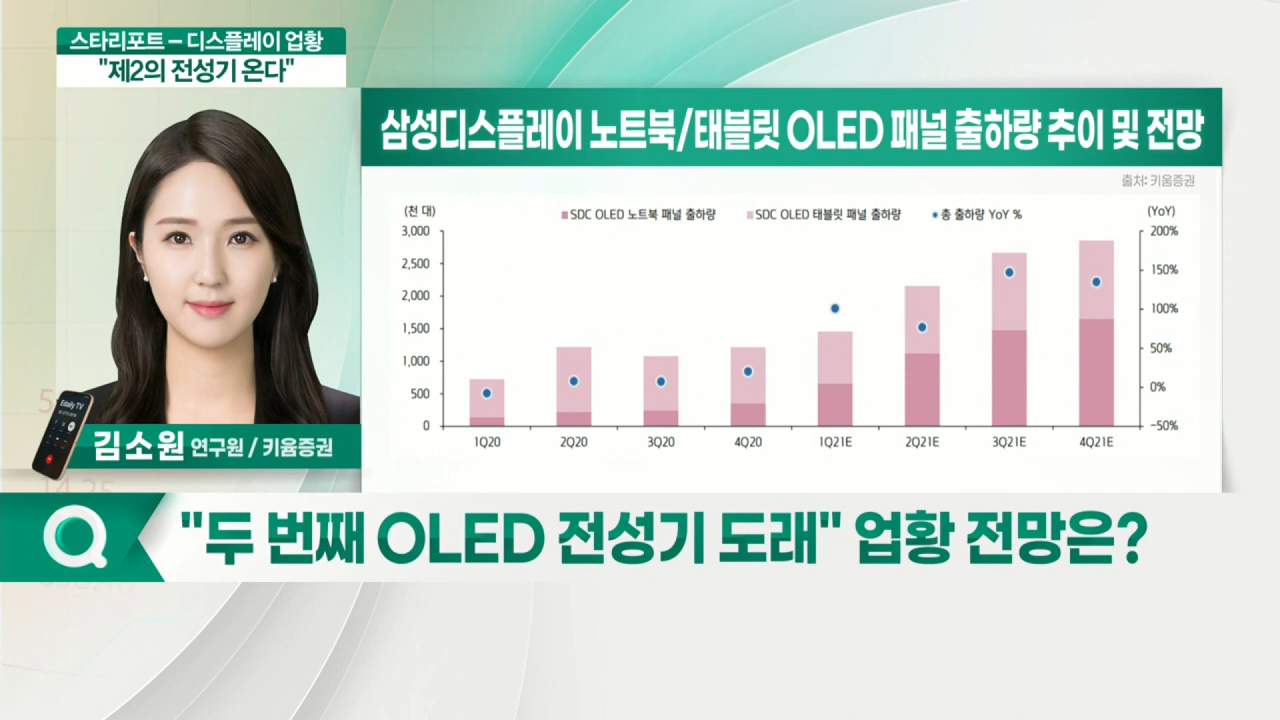 스타리포트 – 디스플레이 업황
"제2의 전성기 온다"
삼성디스플레이 노트북/태블릿 OLED 패널 출하량 추이 및 전망
출처: 키움증권
(천 대)
SDC OLED 노트북 패널 출하량
SDC OLED 태블릿 패널 출하량
총 출하량 YoY %
(YoY)
3,000
2,500
2,000
1,500
1,000
500
0
200%
150%
100%
50%
0%
-50%
1Q20
2Q20
3Q20
4Q20
1Q21E
2Q21E
3Q21E
4Q21E
Edaily TV
김소원 연구원 / 키움증권
"두 번째 OLED 전성기 도래" 업황 전망은?